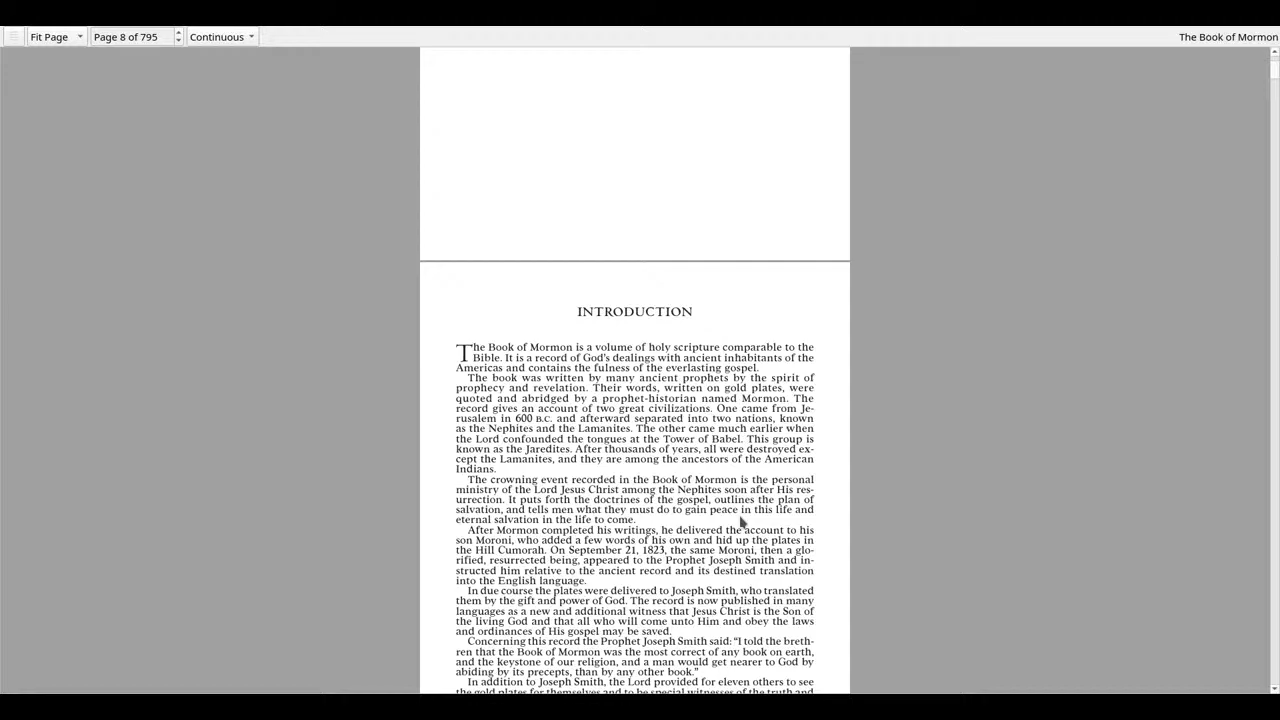 Fit Page
Page 8 of 795
Continuous
The Book of Mormon
INTRODUCTION
The Book of Mormon is a volume of holy scripture comparable to the
Bible. It is a record of God's dealings with ancient inhabitants of the
Americas and contains the fulness of the everlasting gospel.
The book was written by many ancient prophets by the spirit of
prophecy and revelation. Their words, written on gold plates, were
quoted and abridged by a prophet-historian named Mormon. The
record gives an account of two great civilizations. One came from Je-
rusalem in 600 B.C. and afterward separated into two nations, known
as the Nephites and the Lamanites. The other came much earlier when
the Lord confounded the tongues at the Tower of Babel. This group is
known as the Jaredites. After thousands of years, all were destroyed ex-
cept the Lamanites, and they are among the ancestors of the American
Indians.
The crowning event recorded in the Book of Mormon is the personal
ministry of the Lord Jesus Christ among the Nephites soon after His res-
urrection. It puts forth the doctrines of the gospel, outlines the plan of
salvation, and tells men what they must do to gain peace in this life and
eternal salvation in the life to come.
After Mormon completed his writings, he delivered the account to his
son Moroni, who added a few words of his own and hid up the plates in
the Hill Cumorah. On September 21, 1823, the same Moroni, then a glo-
rified, resurrected being, appeared to the Prophet Joseph Smith and in-
structed him relative to the ancient record and its destined translation
into the English language.
In due course the plates were delivered to Joseph Smith, who translated
them by the gift and power of God. The record is now published in many
languages as a new and additional witness that Jesus Christ is the Son of
the living God and that all who will come unto Him and obey the laws
and ordinances of His gospel may be saved.
Concerning this record the Prophet Joseph Smith said: “I told the breth-
ren that the Book of Mormon was the most correct of any book on earth,
and the keystone of our religion, and a man would get nearer to God by
abiding by its precepts, than by any other book.”
In addition to Joseph Smith, the Lord provided for eleven others to see
the gold plates for themselves and to be special witnesses of the truth and